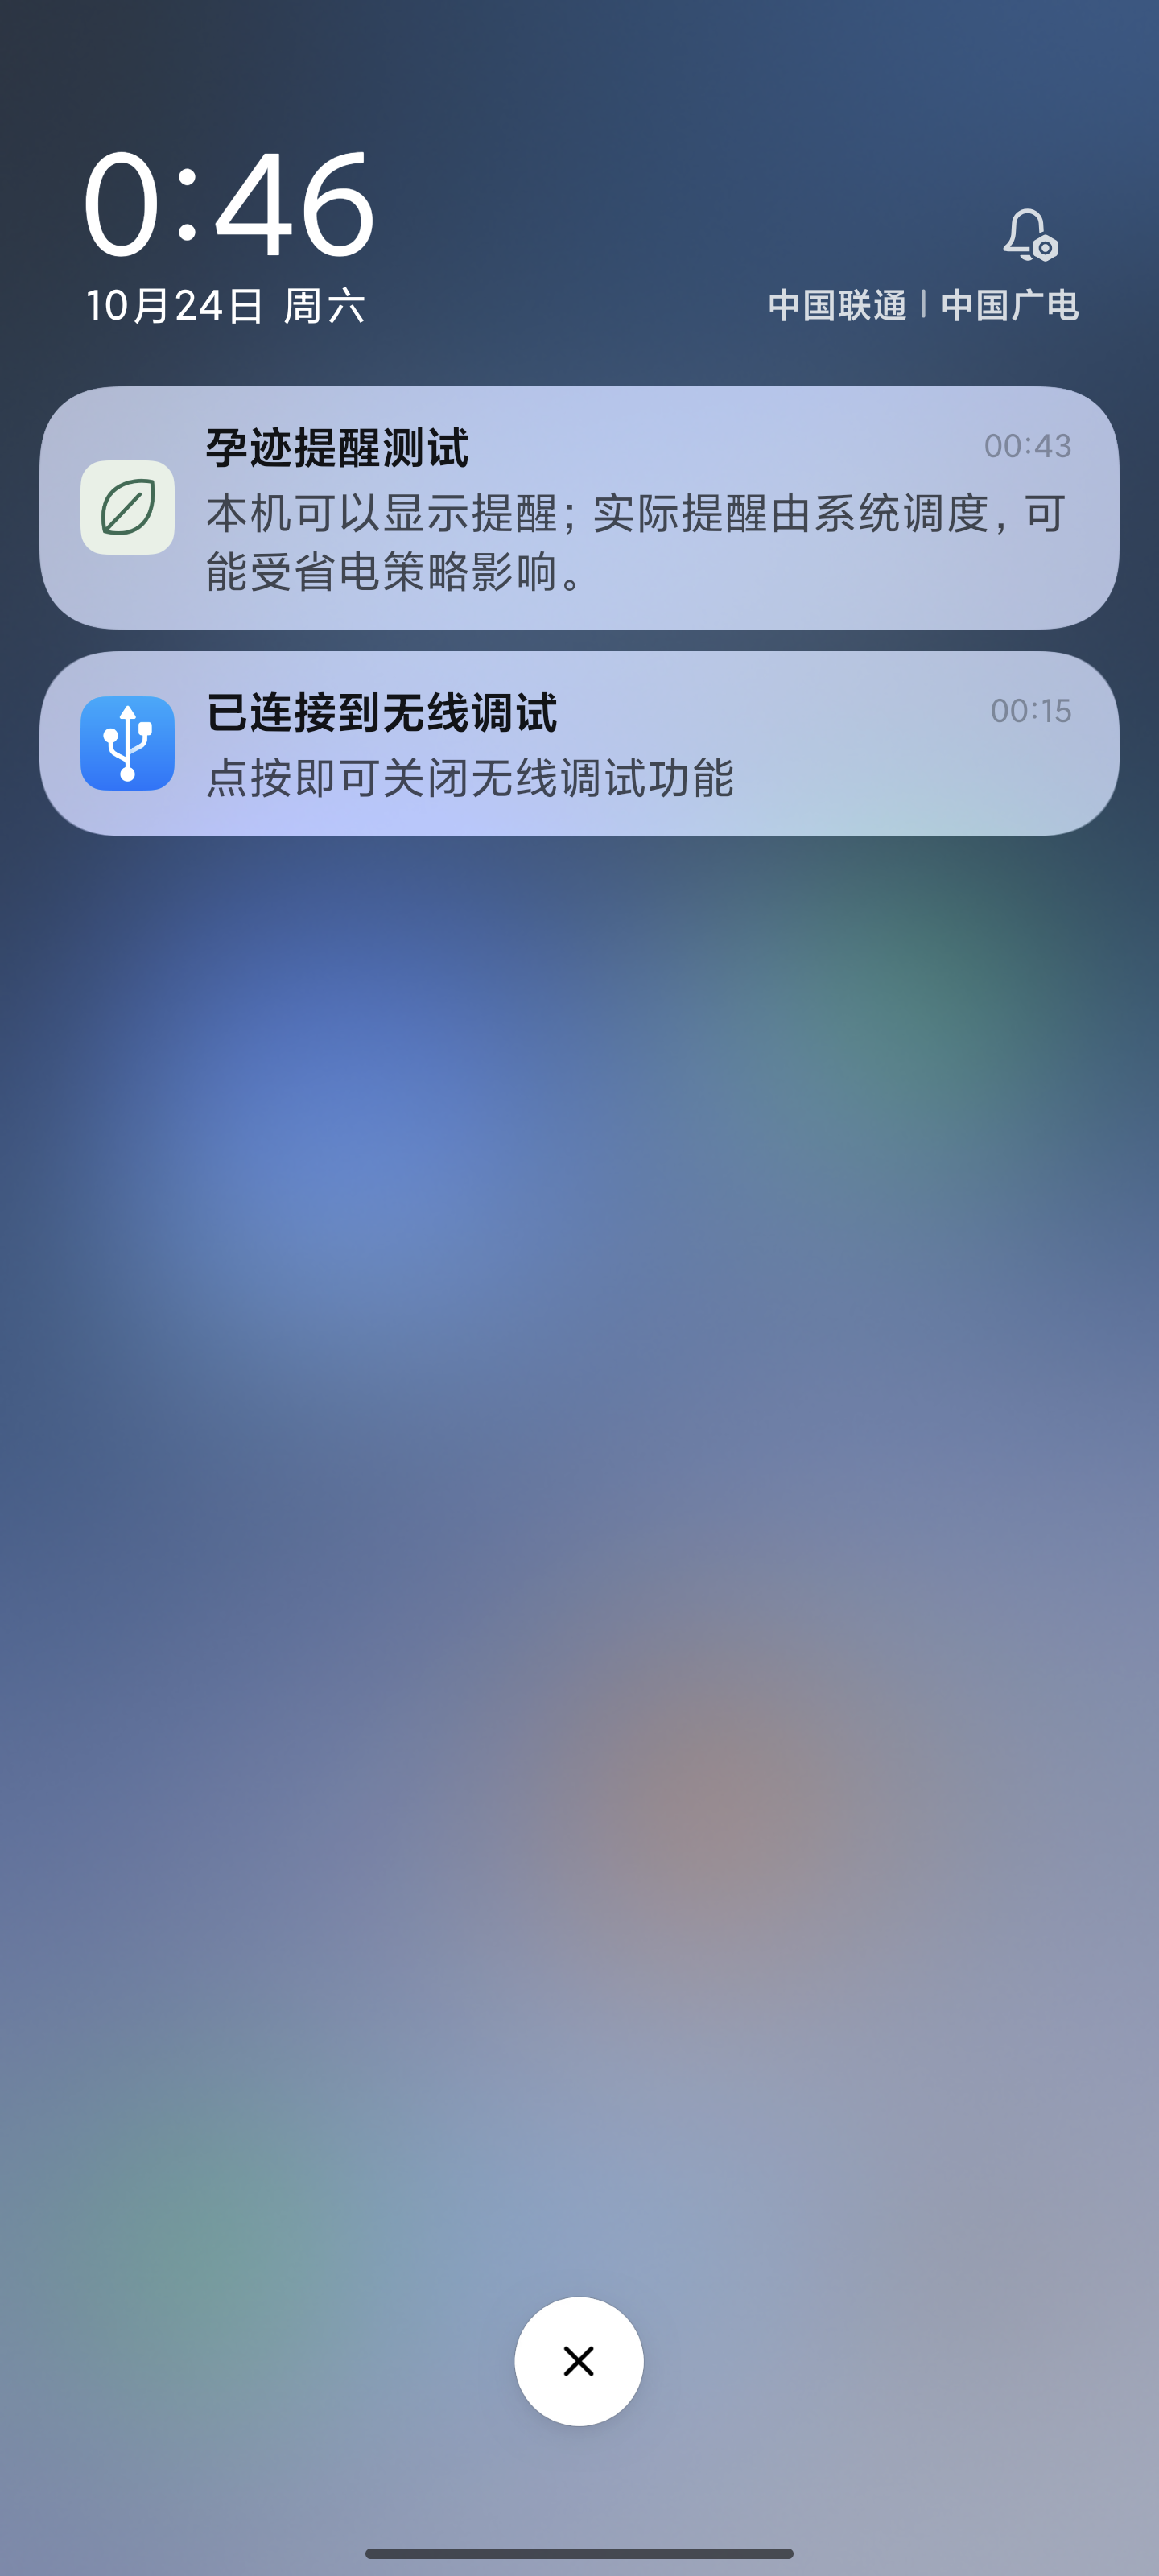 0:46
10月24日 周六
中国联通 | 中国广电
孕迹提醒测试
00:43
本机可以显示提醒；实际提醒由系统调度，可
能受省电策略影响。
已连接到无线调试
00:15
点按即可关闭无线调试功能